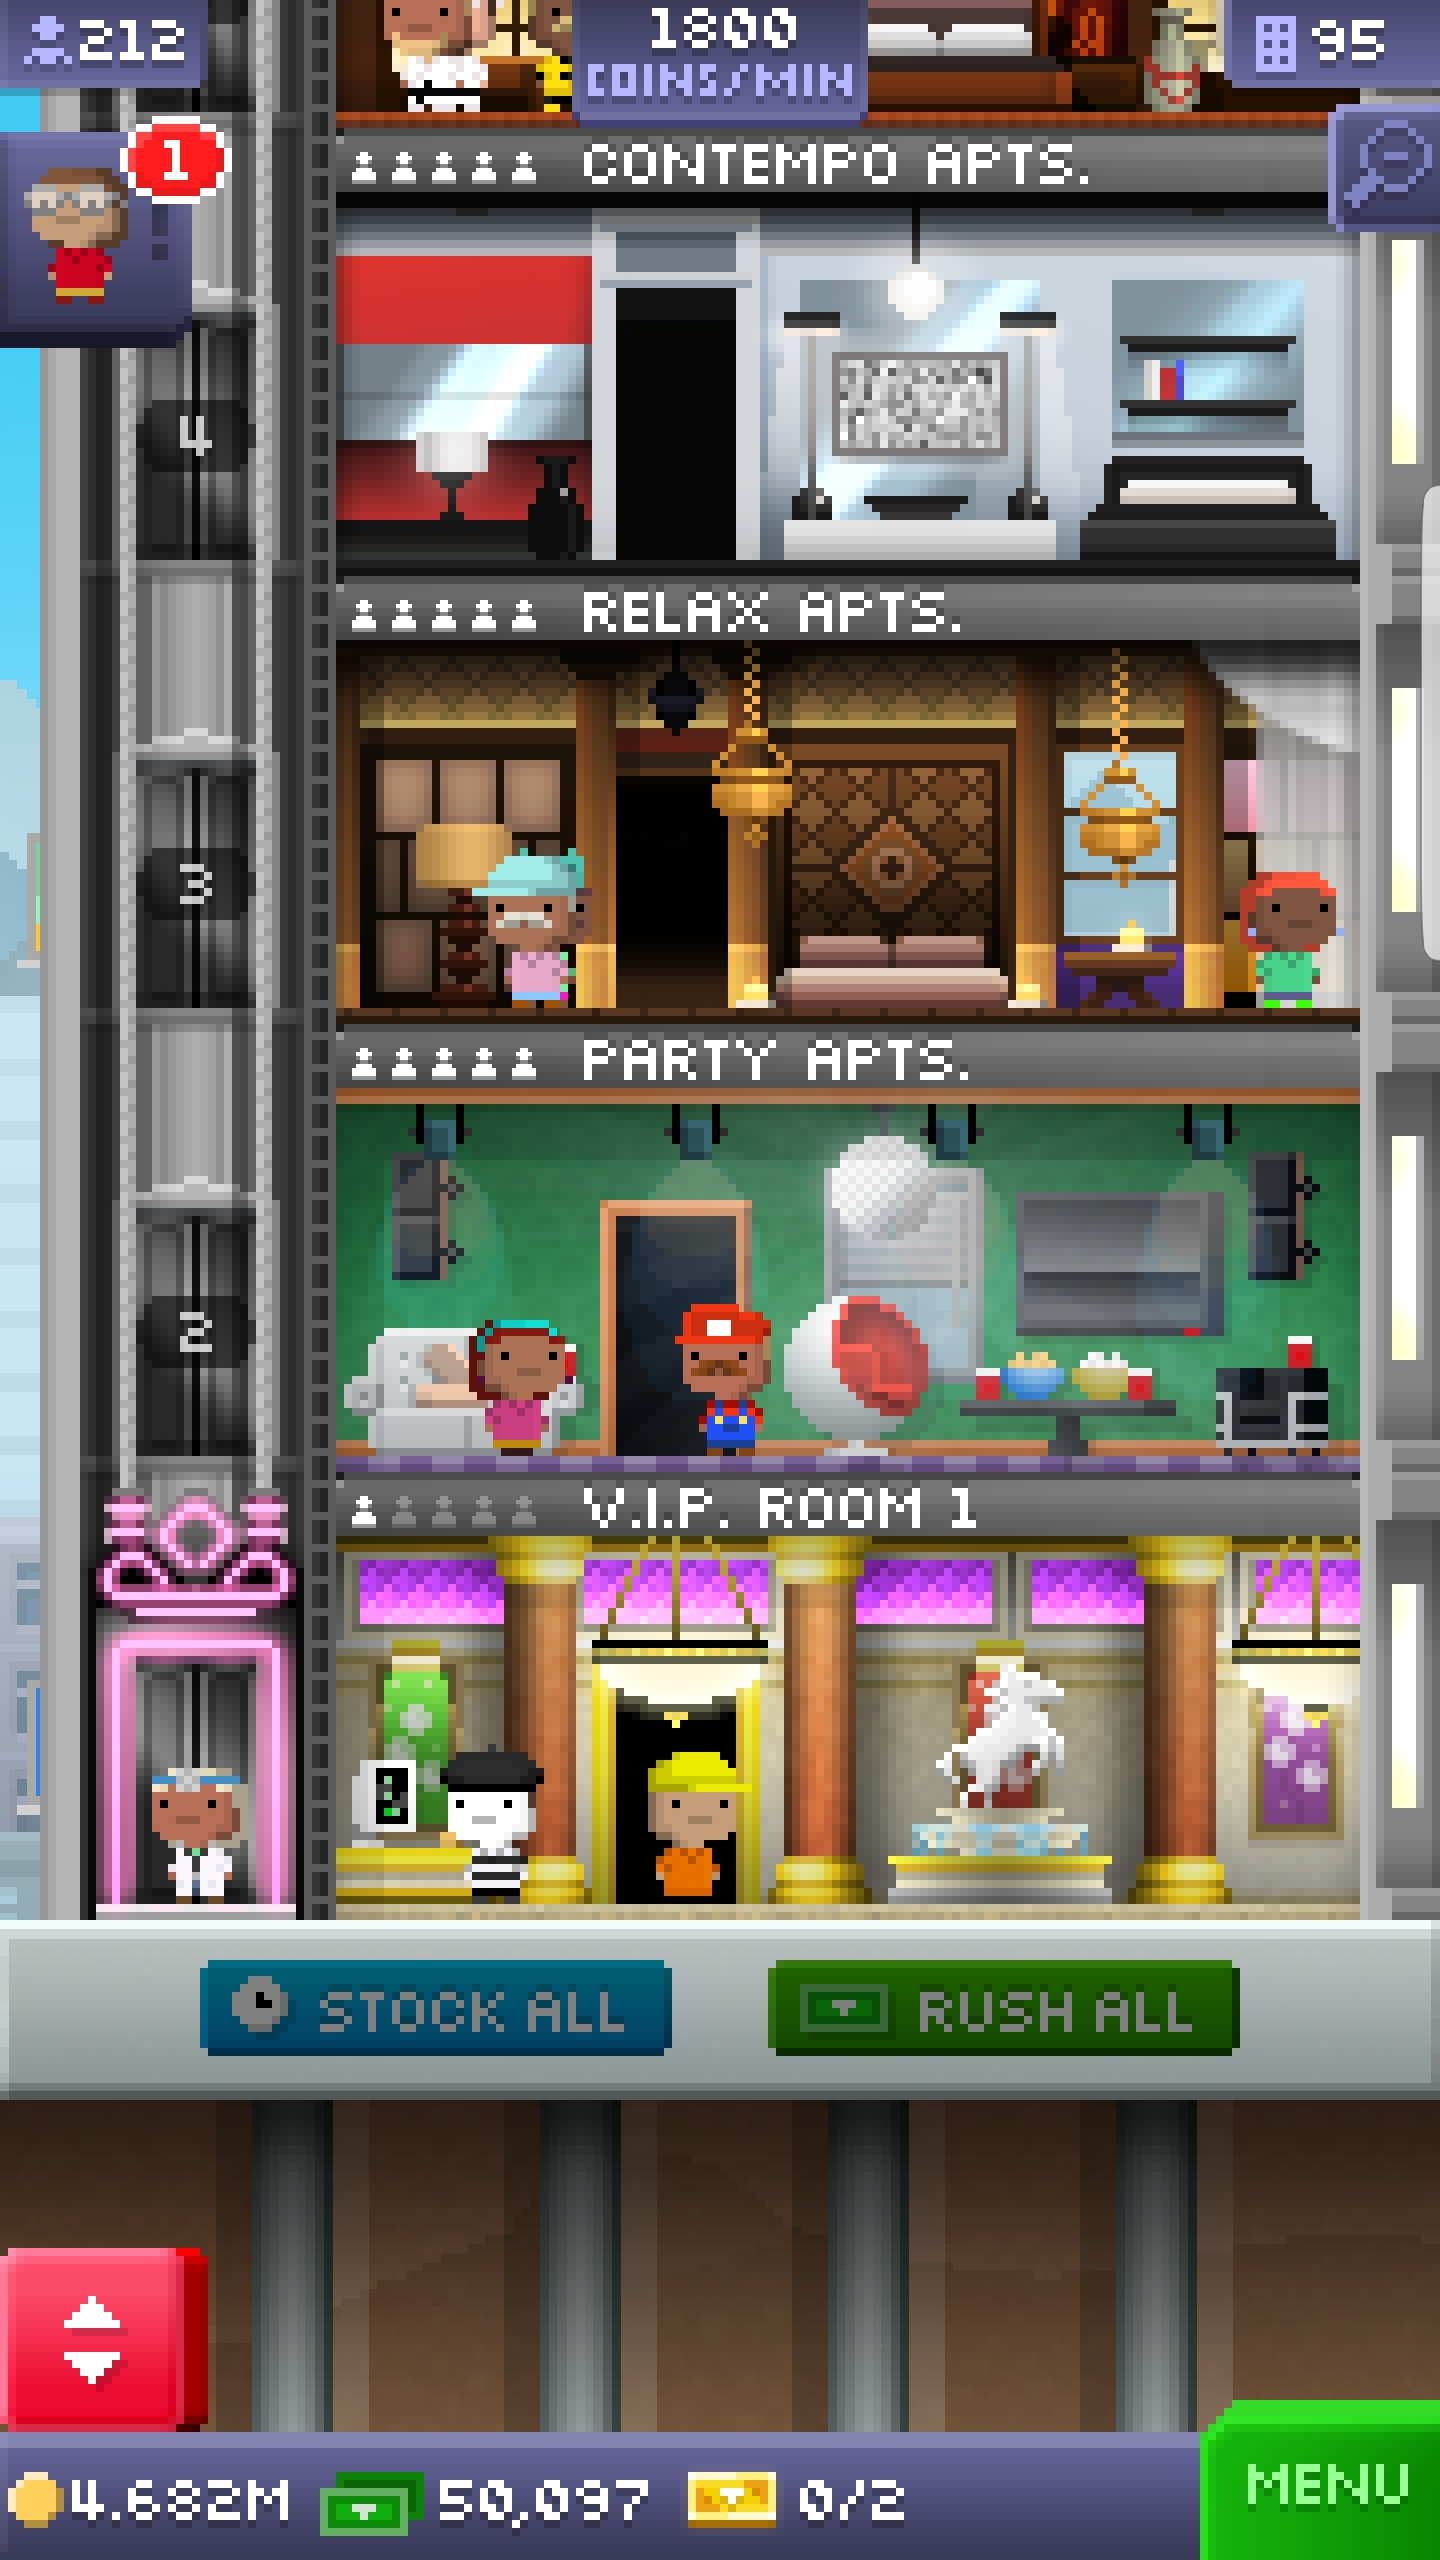 212
1800
COINS/MIN
95
1
CONTEMPO APTS.
4
RELAX APTS.
3
PARTY APTS.
2
V.I.P. ROOM 1
STOCK ALL
RUSH ALL
4.682M
50,097
0/2
MENU